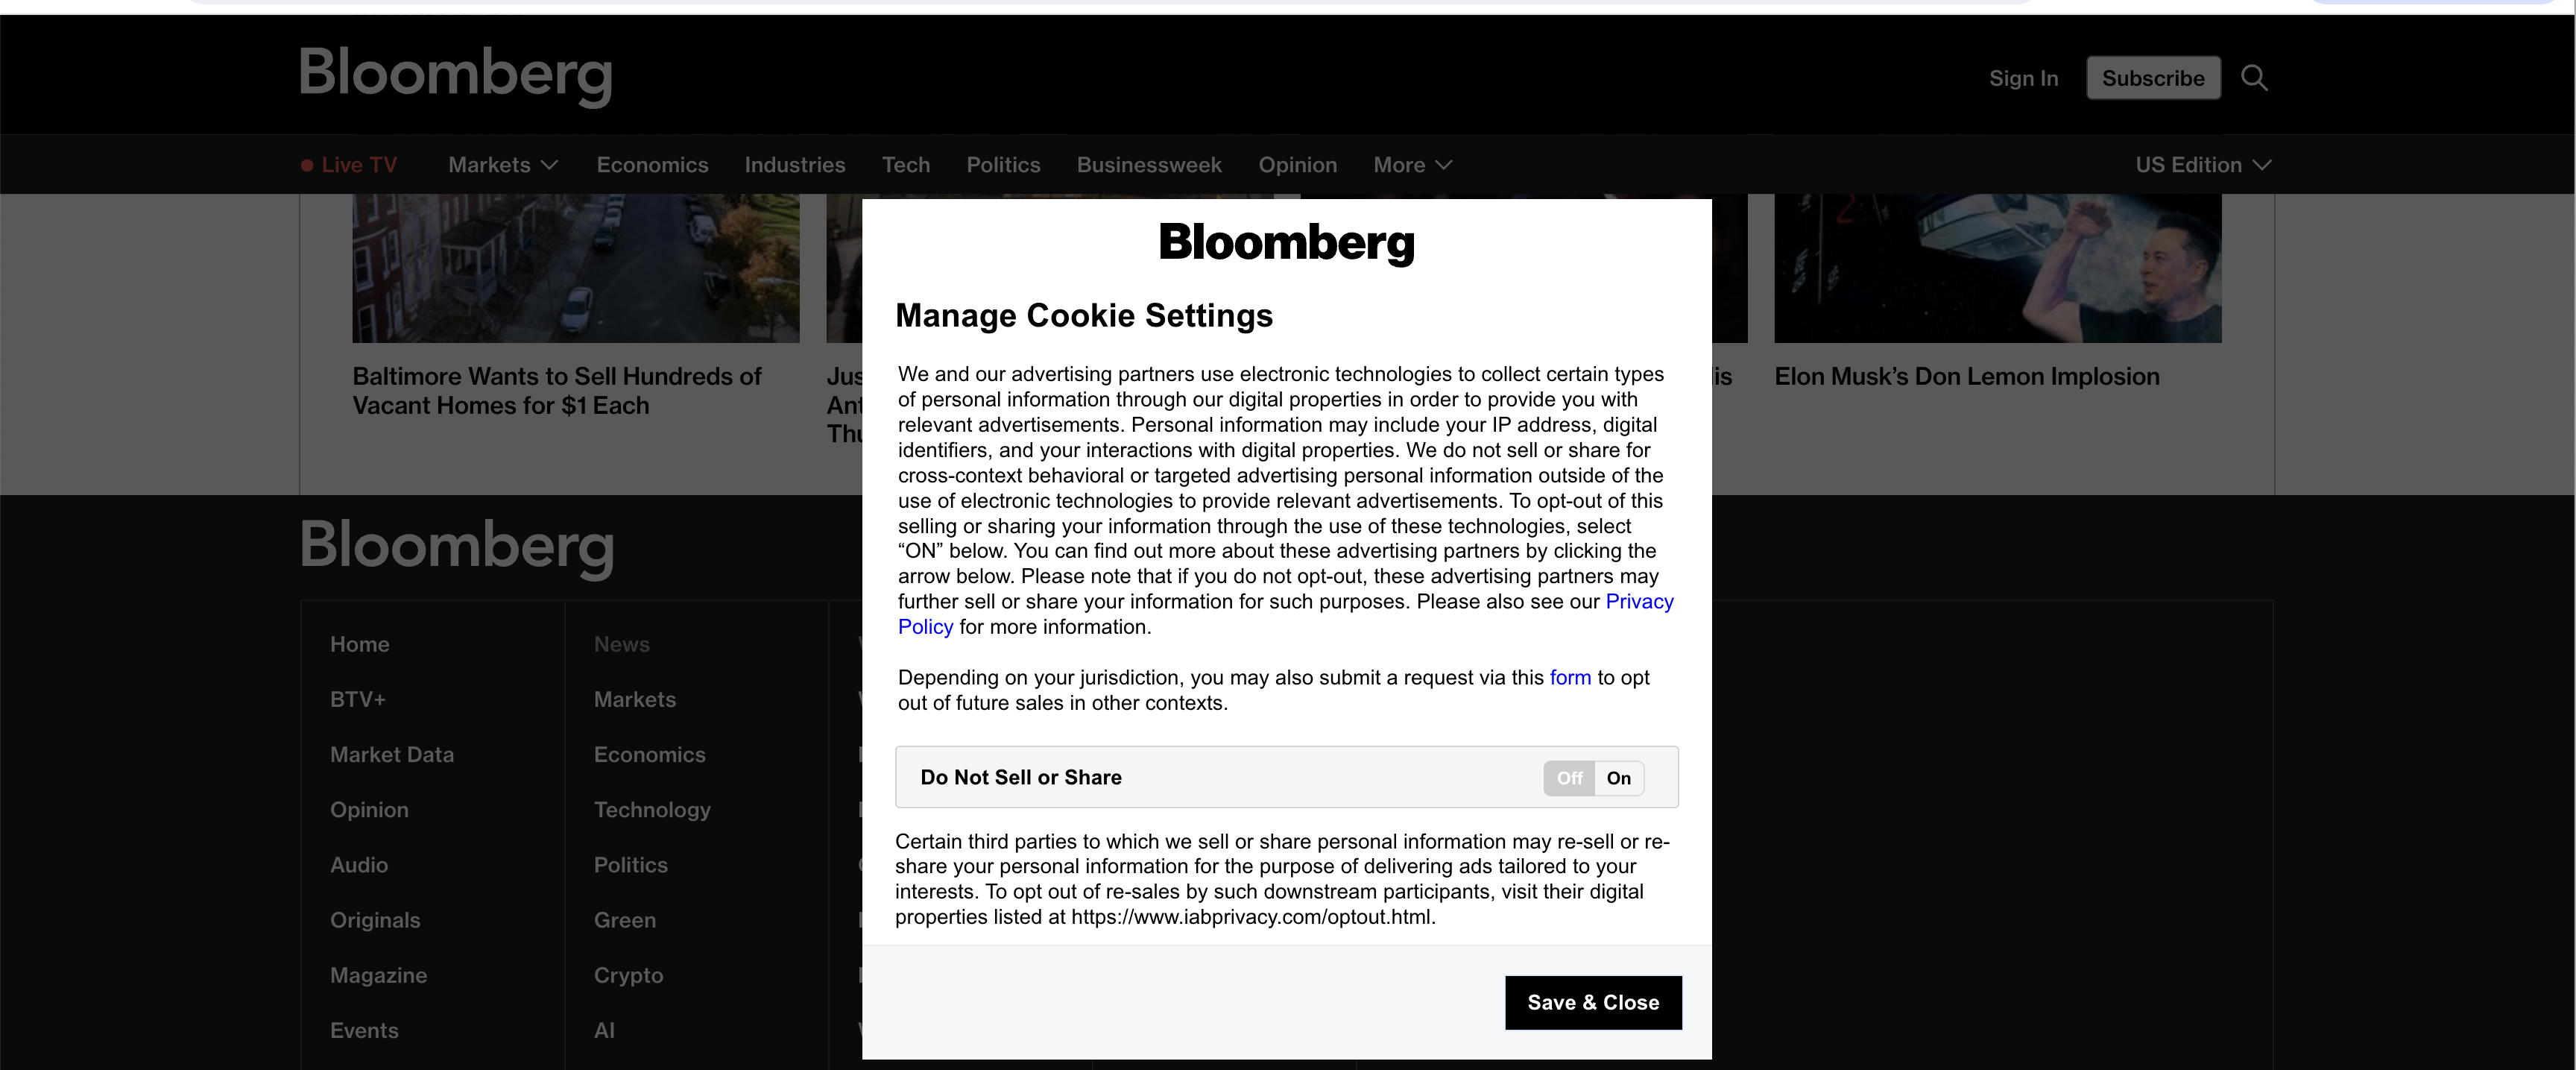 Bloomberg
Sign In
Subscribe
Live TV
Markets
Economics
Industries
Tech
Politics
Businessweek
Opinion
More
US Edition
Baltimore Wants to Sell Hundreds of
Vacant Homes for $1 Each
Elon Musk’s Don Lemon Implosion
Bloomberg
Manage Cookie Settings
We and our advertising partners use electronic technologies to collect certain types
of personal information through our digital properties in order to provide you with
relevant advertisements. Personal information may include your IP address, digital
identifiers, and your interactions with digital properties. We do not sell or share for
cross-context behavioral or targeted advertising personal information outside of the
use of electronic technologies to provide relevant advertisements. To opt-out of this
selling or sharing your information through the use of these technologies, select
“ON” below. You can find out more about these advertising partners by clicking the
arrow below. Please note that if you do not opt-out, these advertising partners may
further sell or share your information for such purposes. Please also see our Privacy
Policy for more information.
Depending on your jurisdiction, you may also submit a request via this form to opt
out of future sales in other contexts.
Do Not Sell or Share
Off
On
Certain third parties to which we sell or share personal information may re-sell or re-
share your personal information for the purpose of delivering ads tailored to your
interests. To opt out of re-sales by such downstream participants, visit their digital
properties listed at https://www.iabprivacy.com/optout.html.
Save & Close
Bloomberg
Home
BTV+
Market Data
Opinion
Audio
Originals
Magazine
Events
News
Markets
Economics
Technology
Politics
Green
Crypto
AI